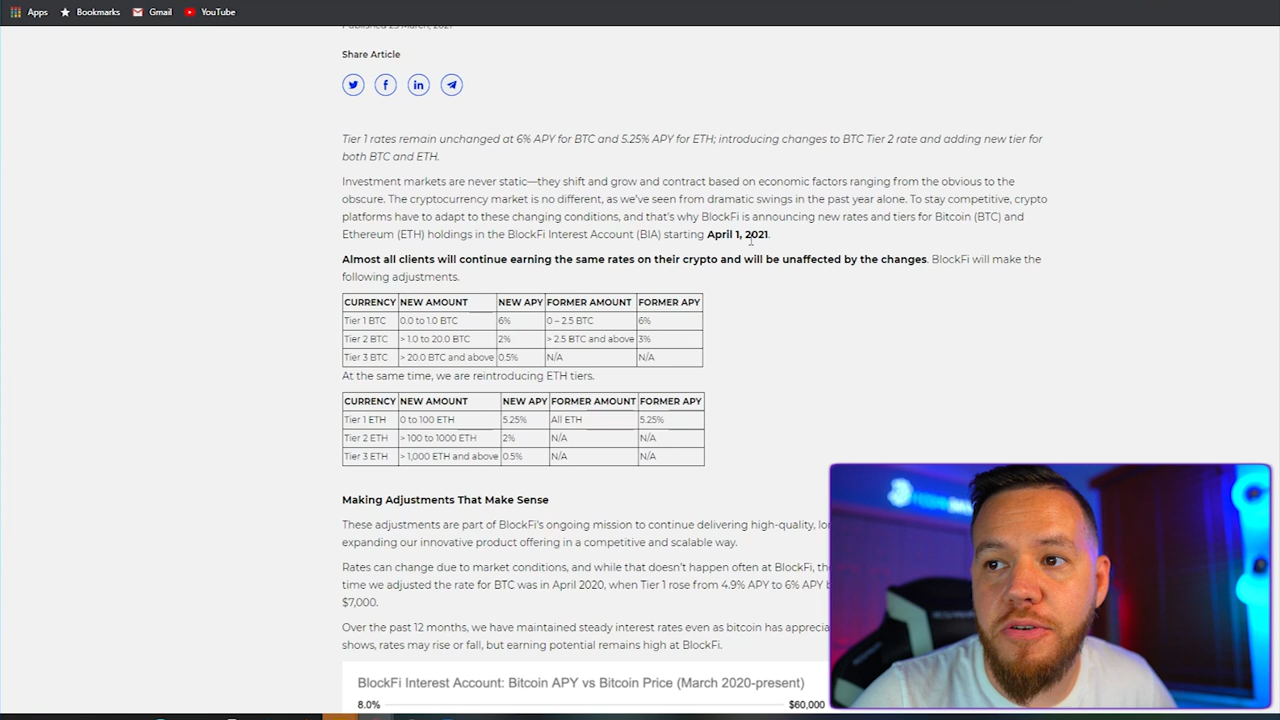 Apps Bookmarks Gmail YouTube
Published 25 March, 2021
Share Article
Tier 1 rates remain unchanged at 6% APY for BTC and 5.25% APY for ETH; introducing changes to BTC Tier 2 rate and adding new tier for
both BTC and ETH.
Investment markets are never static—they shift and grow and contract based on economic factors ranging from the obvious to the
obscure. The cryptocurrency market is no different, as we've seen from dramatic swings in the past year alone. To stay competitive, crypto
platforms have to adapt to these changing conditions, and that's why BlockFi is announcing new rates and tiers for Bitcoin (BTC) and
Ethereum (ETH) holdings in the BlockFi Interest Account (BIA) starting April 1, 2021.
Almost all clients will continue earning the same rates on their crypto and will be unaffected by the changes. BlockFi will make the
following adjustments.
CURRENCY NEW AMOUNT NEW APY FORMER AMOUNT FORMER APY
Tier 1 BTC 0.0 to 1.0 BTC 6% 0 – 2.5 BTC 6%
Tier 2 BTC > 1.0 to 20.0 BTC 2% > 2.5 BTC and above 3%
Tier 3 BTC > 20.0 BTC and above 0.5% N/A N/A
At the same time, we are reintroducing ETH tiers.
CURRENCY NEW AMOUNT NEW APY FORMER AMOUNT FORMER APY
Tier 1 ETH 0 to 100 ETH 5.25% All ETH 5.25%
Tier 2 ETH > 100 to 1000 ETH 2% N/A N/A
Tier 3 ETH > 1,000 ETH and above 0.5% N/A N/A
Making Adjustments That Make Sense
These adjustments are part of BlockFi's ongoing mission to continue delivering high-quality,
expanding our innovative product offering in a competitive and scalable way.
Rates can change due to market conditions, and while that doesn't happen often at BlockFi,
time we adjusted the rate for BTC was in April 2020, when Tier 1 rose from 4.9% APY to 6% APY
$7,000.
Over the past 12 months, we have maintained steady interest rates even as bitcoin has
shows, rates may rise or fall, but earning potential remains high at BlockFi.
BlockFi Interest Account: Bitcoin APY vs Bitcoin Price (March 2020-present)
8.0% $60,000